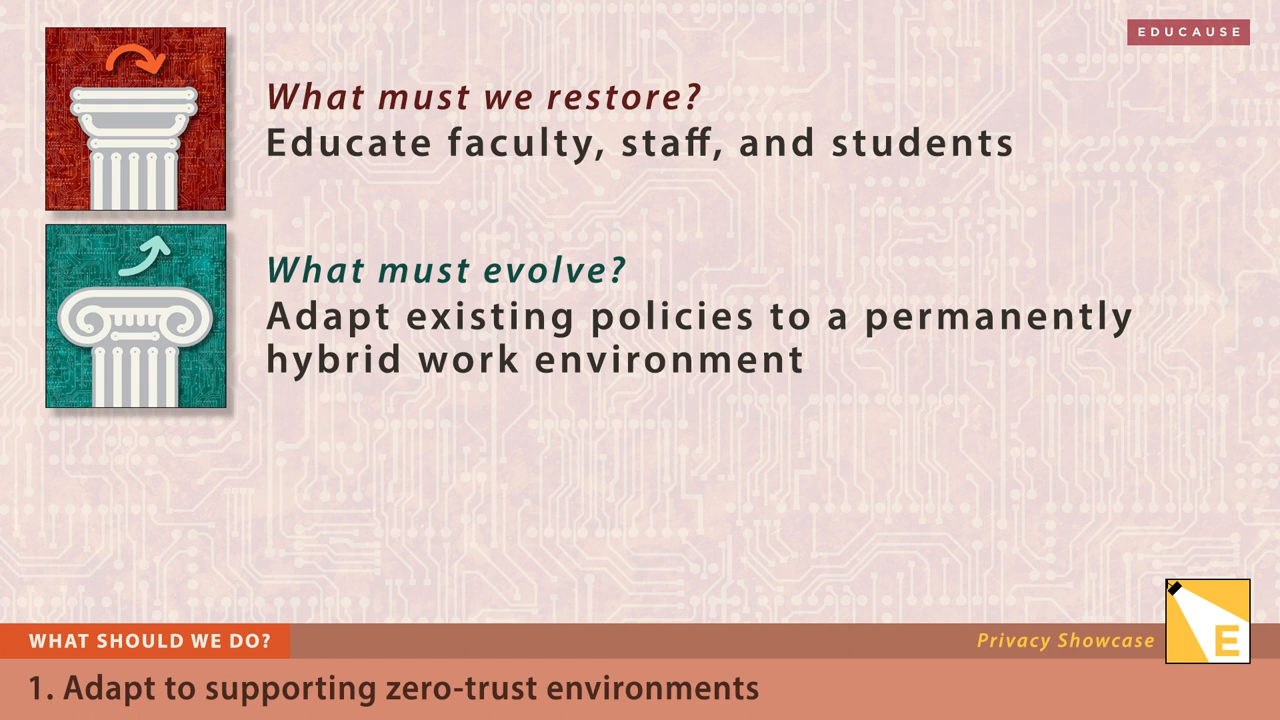 EDUCAUSE
What must we restore?
Educate faculty, staff, and students
What must evolve?
Adapt existing policies to a permanently
hybrid work environment
WHAT SHOULD WE DO?
Privacy Showcase
E
1. Adapt to supporting zero-trust environments